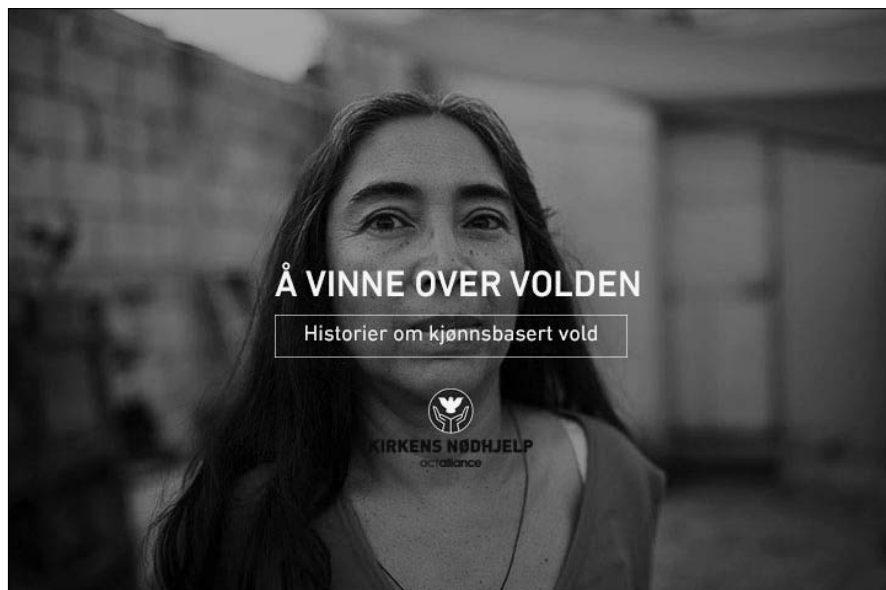 Å VINNE OVER VOLDEN
Historier om kjønnsbasert vold
KIRKENS NØDHJELP
actalliance